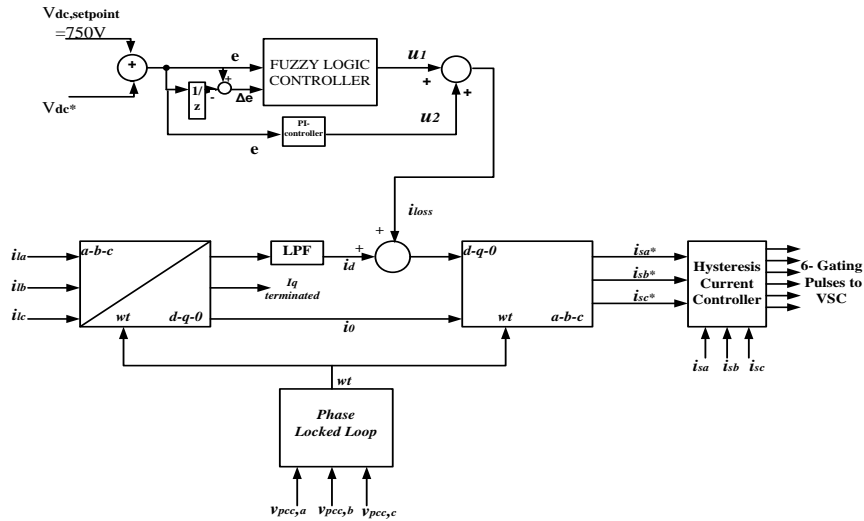 Vdc,setpoint
=750V
+
Vdc*
e
1/
z
+
-
Δe
FUZZY LOGIC
CONTROLLER
u1
+
+
e
PI-
controller
u2
iloss
+
+
ila
ilb
ilc
a-b-c
wt
d-q-0
LPF
id
Iq
terminated
i0
d-q-0
wt
a-b-c
isa*
isb*
isc*
Hysteresis
Current
Controller
6- Gating
Pulses to
VSC
isa
isb
isc
wt
Phase
Locked Loop
vpcc,a
vpcc,b
vpcc,c